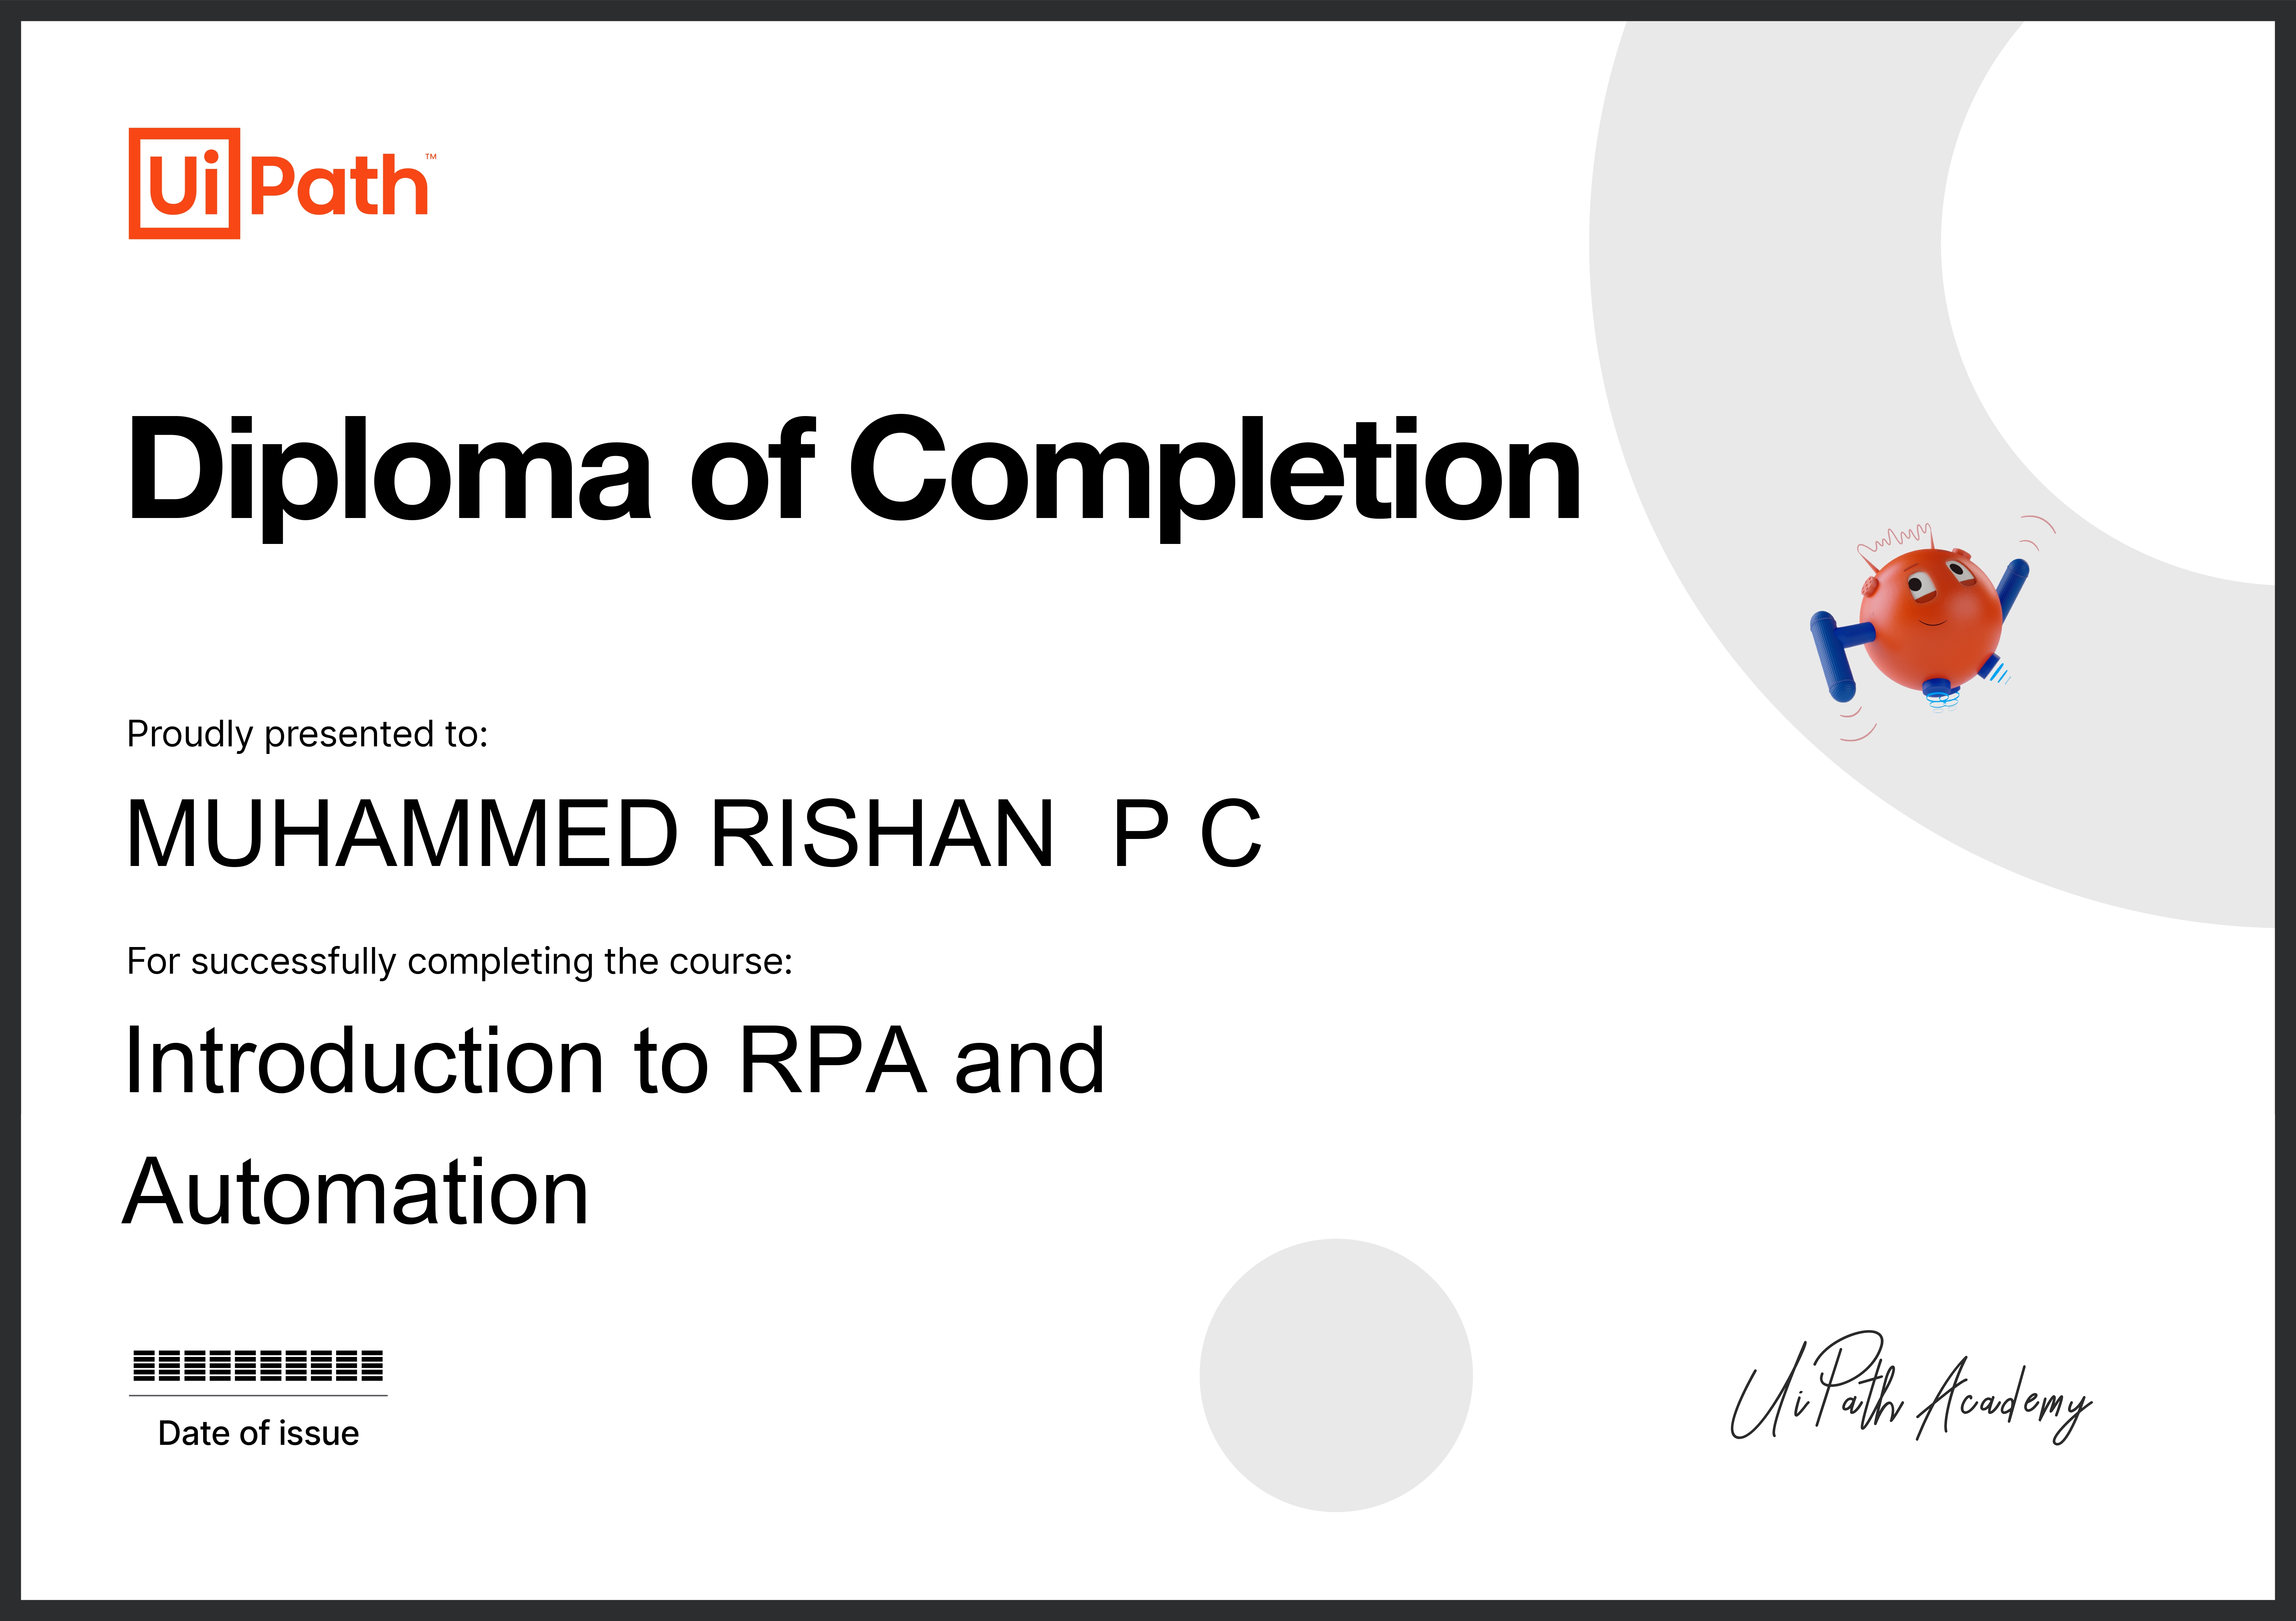 UiPath™
Diploma of Completion
Proudly presented to:
MUHAMMED RISHAN  P C
For successfully completing the course:
Introduction to RPA and
Automation
Date of issue
UiPath Academy